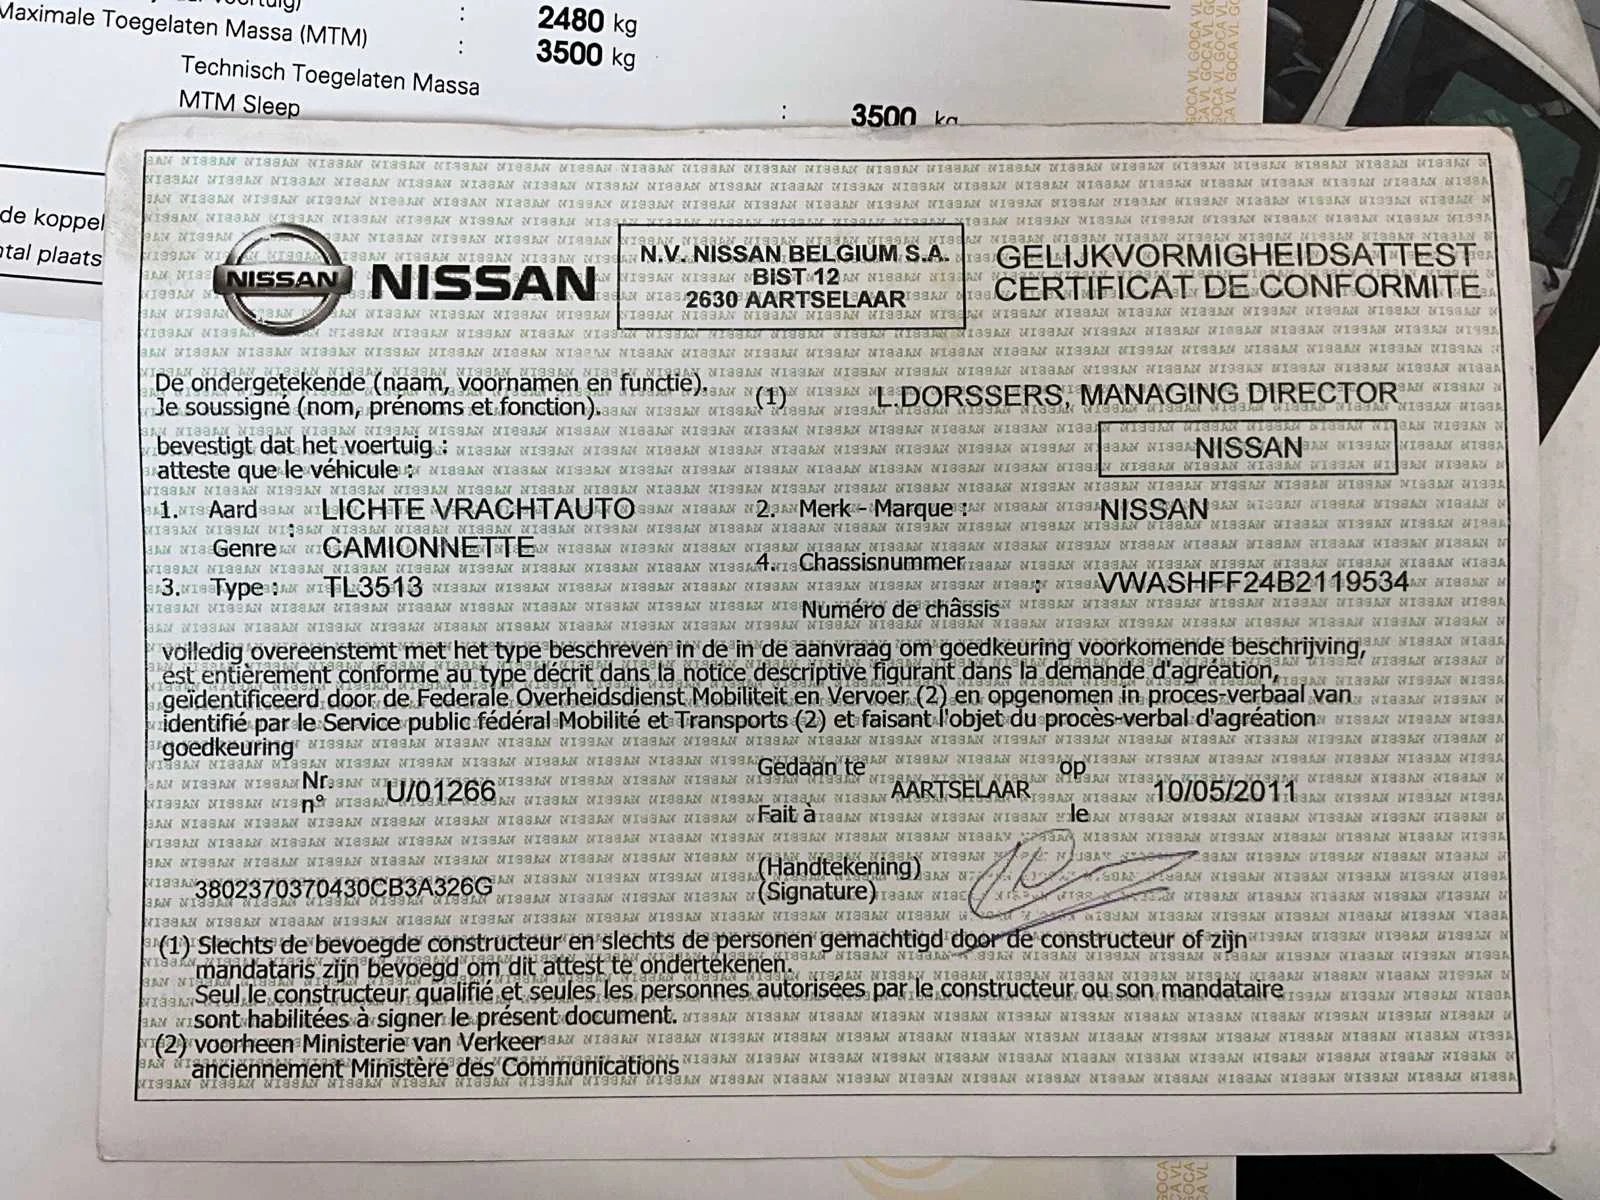 Maximale Toegelaten Massa (MTM) : 2480 kg
: 3500 kg
Technisch Toegelaten Massa
MTM Sleep : 3500 kg
de koppel
ntal plaats
NISSAN NISSAN
N.V. NISSAN BELGIUM S.A.
BIST 12
2630 AARTSELAAR
GELIJKVORMIGHEIDSATTEST
CERTIFICAT DE CONFORMITE
De ondergetekende (naam, voornamen en functie).
Je soussigné (nom, prénoms et fonction).
(1) L.DORSSERS, MANAGING DIRECTOR
bevestigt dat het voertuig :
atteste que le véhicule :
NISSAN
1. Aard : LICHTE VRACHTAUTO
Genre CAMIONNETTE
2. Merk - Marque : NISSAN
3. Type : TL3513
4. Chassisnummer : VWASHFF24B2119534
Numéro de châssis
volledig overeenstemt met het type beschreven in de in de aanvraag om goedkeuring voorkomende beschrijving,
est entièrement conforme au type décrit dans la notice descriptive figurant dans la demande d'agréation,
geïdentificeerd door de Federale Overheidsdienst Mobiliteit en Vervoer (2) en opgenomen in proces-verbaal van
identifié par le Service public fédéral Mobilité et Transports (2) et faisant l'objet du procès-verbal d'agréation
goedkeuring
Nr.
n° U/01266
Gedaan te AARTSELAAR op 10/05/2011
Fait à le
3802370370430CB3A326G
(Handtekening)
(Signature)
(1) Slechts de bevoegde constructeur en slechts de personen gemachtigd door de constructeur of zijn
mandataris zijn bevoegd om dit attest te ondertekenen.
Seul le constructeur qualifié et seules les personnes autorisées par le constructeur ou son mandataire
sont habilitées à signer le présent document.
(2) voorheen Ministerie van Verkeer
anciennement Ministère des Communications